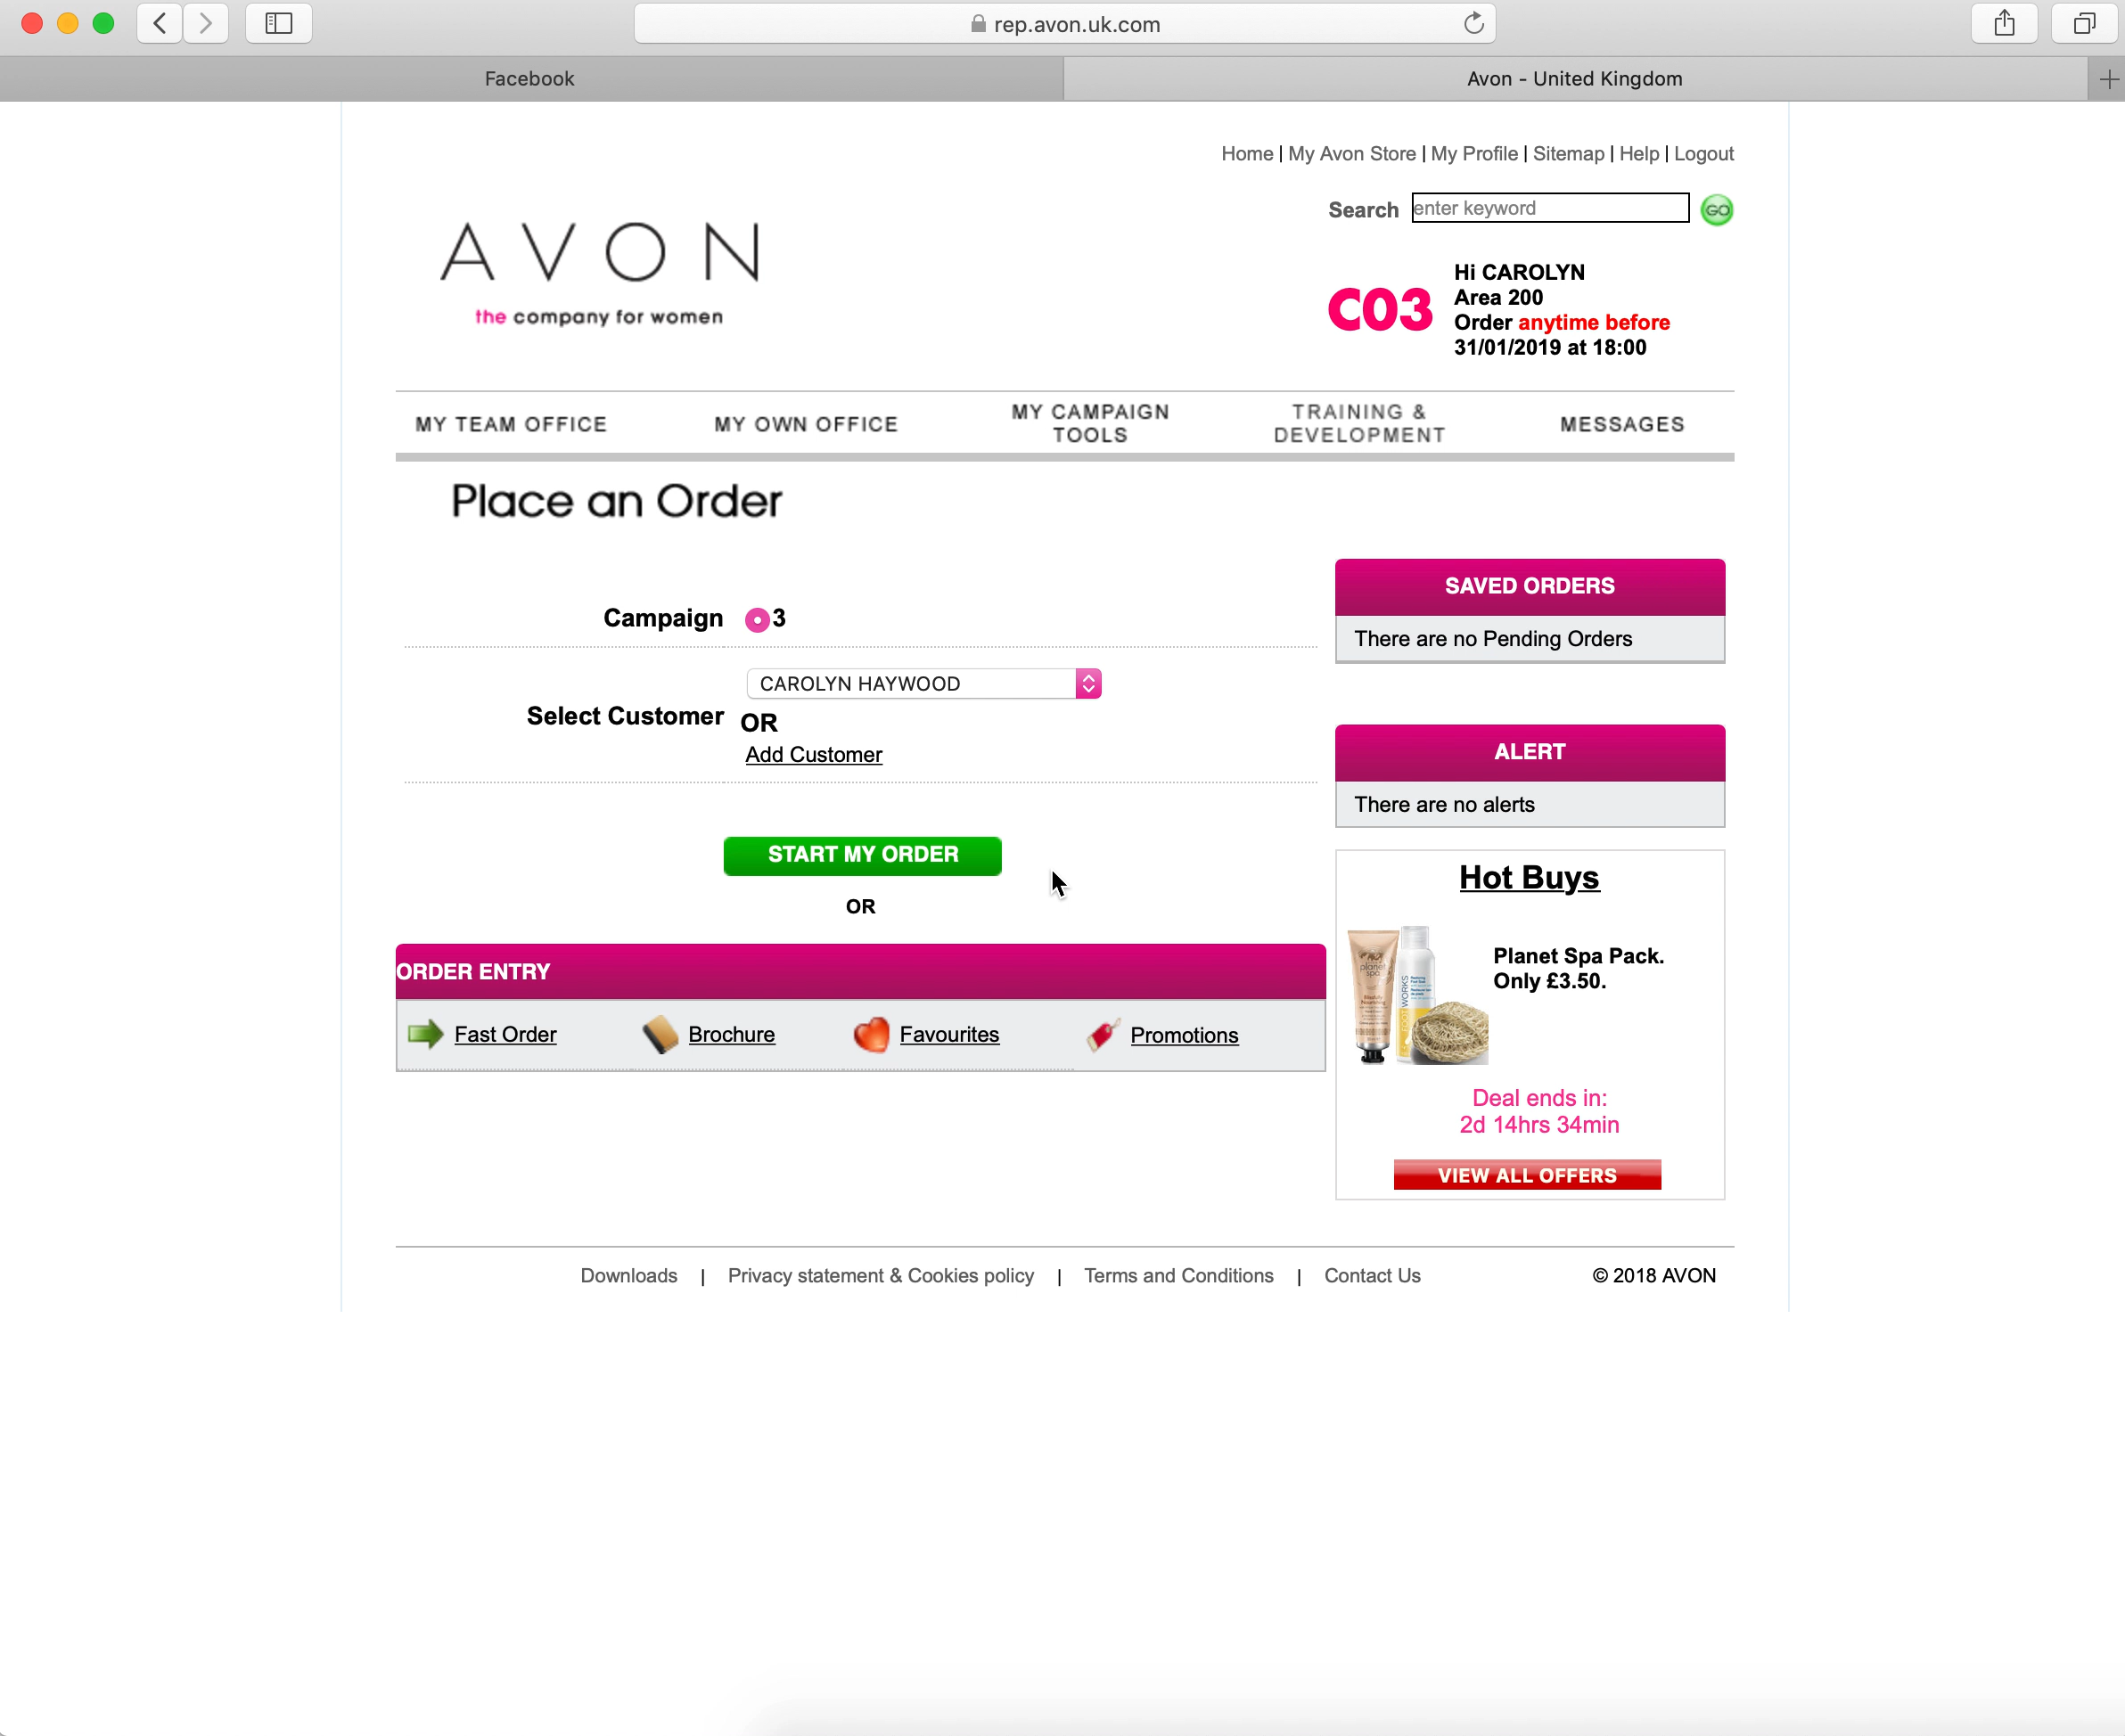 rep.avon.uk.com
Facebook
Avon - United Kingdom
Home | My Avon Store | My Profile | Sitemap | Help | Logout
Search enter keyword GO
AVON
the company for women
C03
Hi CAROLYN
Area 200
Order anytime before
31/01/2019 at 18:00
MY TEAM OFFICE
MY OWN OFFICE
MY CAMPAIGN
TOOLS
TRAINING &
DEVELOPMENT
MESSAGES
Place an Order
Campaign 3
Select Customer
CAROLYN HAYWOOD
OR
Add Customer
START MY ORDER
OR
ORDER ENTRY
Fast Order
Brochure
Favourites
Promotions
SAVED ORDERS
There are no Pending Orders
ALERT
There are no alerts
Hot Buys
planet
spa
WORKS
Planet Spa Pack.
Only £3.50.
Deal ends in:
2d 14hrs 34min
VIEW ALL OFFERS
Downloads | Privacy statement & Cookies policy | Terms and Conditions | Contact Us
© 2018 AVON